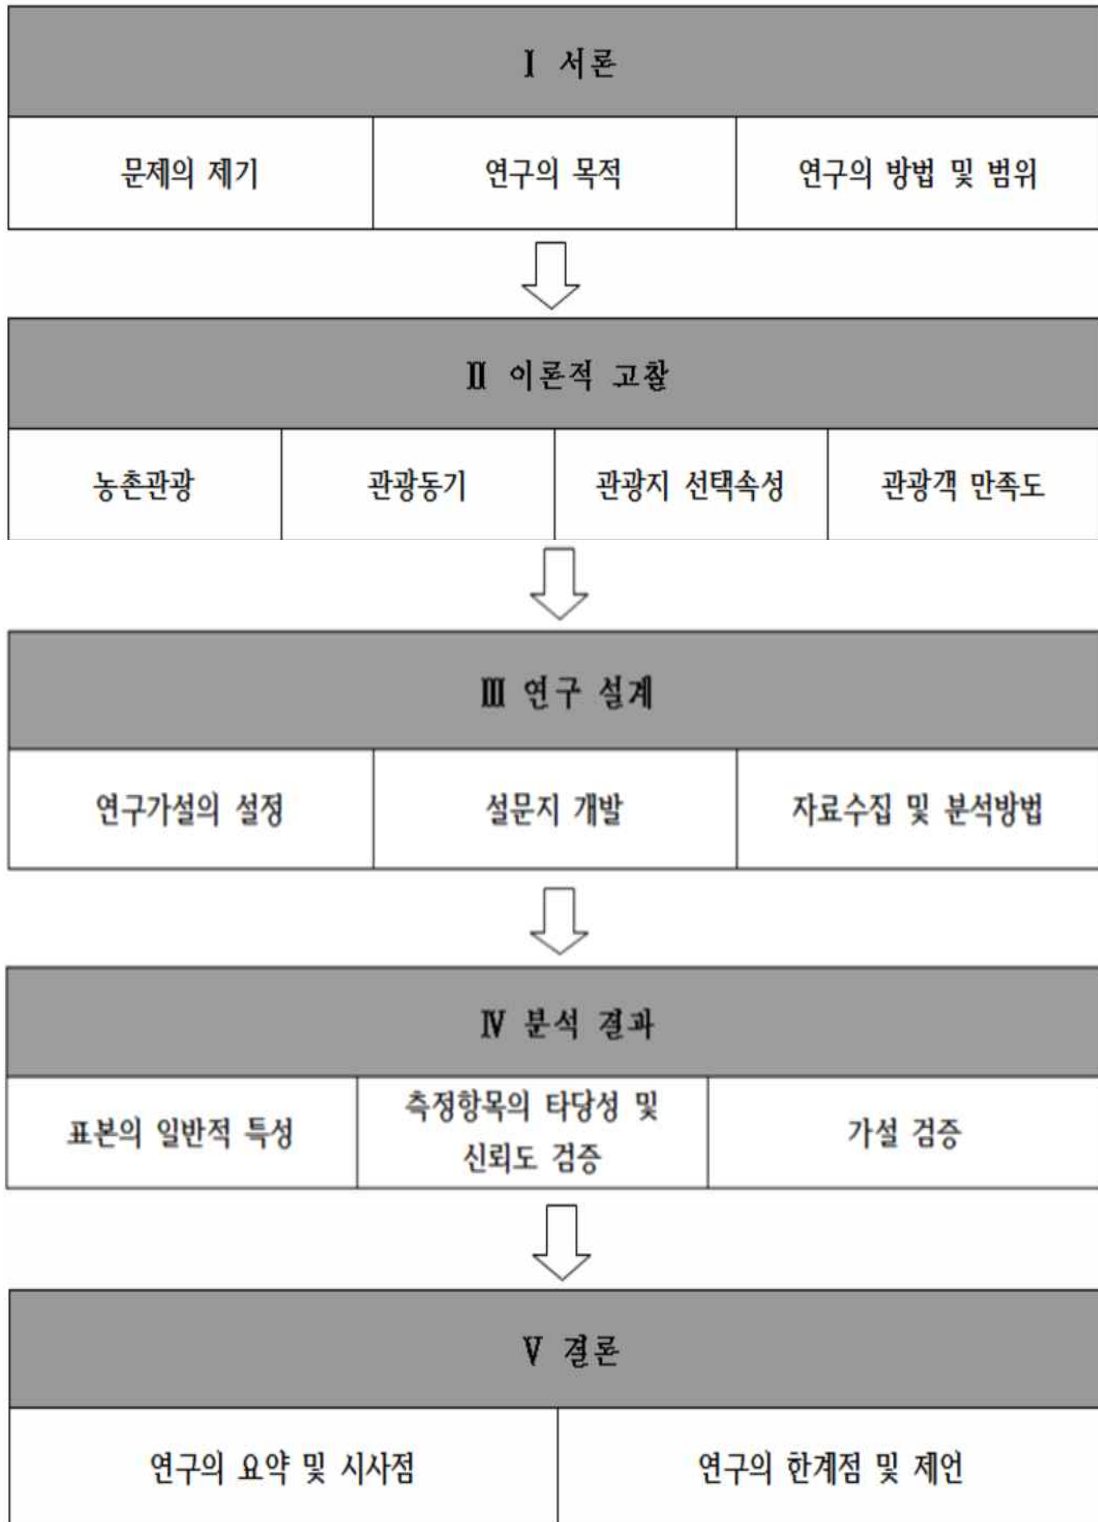 Ⅰ 서론
문제의 제기
연구의 목적
연구의 방법 및 범위
Ⅱ 이론적 고찰
농촌관광
관광동기
관광지 선택속성
관광객 만족도
Ⅲ 연구 설계
연구가설의 설정
설문지 개발
자료수집 및 분석방법
Ⅳ 분석 결과
표본의 일반적 특성
측정항목의 타당성 및
신뢰도 검증
가설 검증
Ⅴ 결론
연구의 요약 및 시사점
연구의 한계점 및 제언